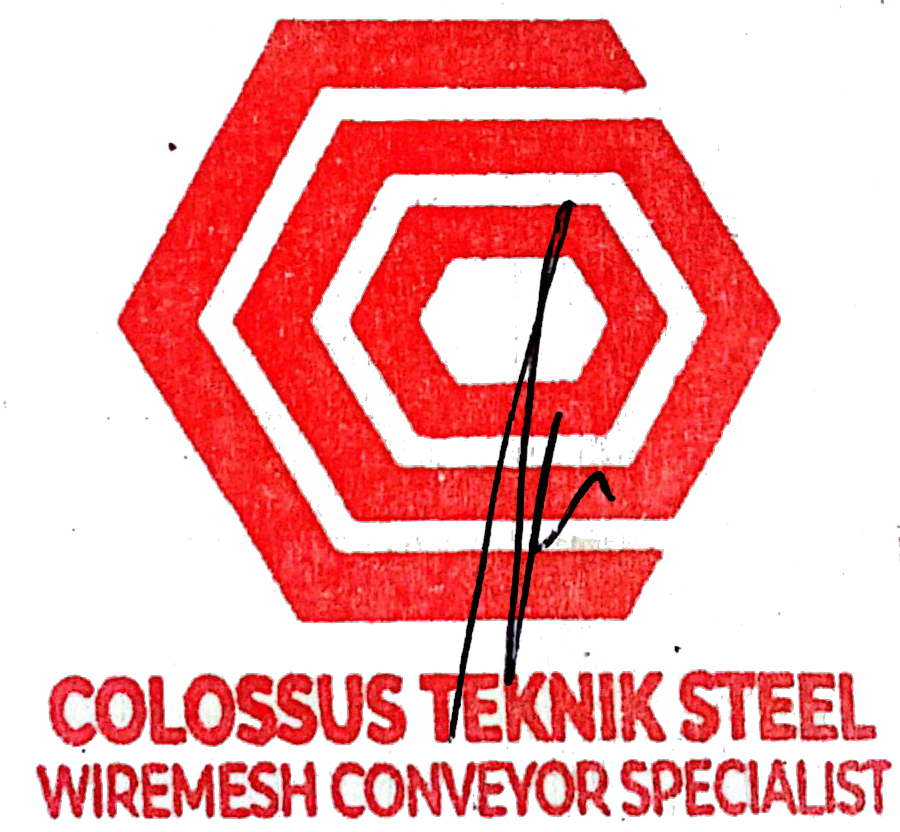 COLOSSUS TEKNIK STEEL
WIREMESH CONVEYOR SPECIALIST